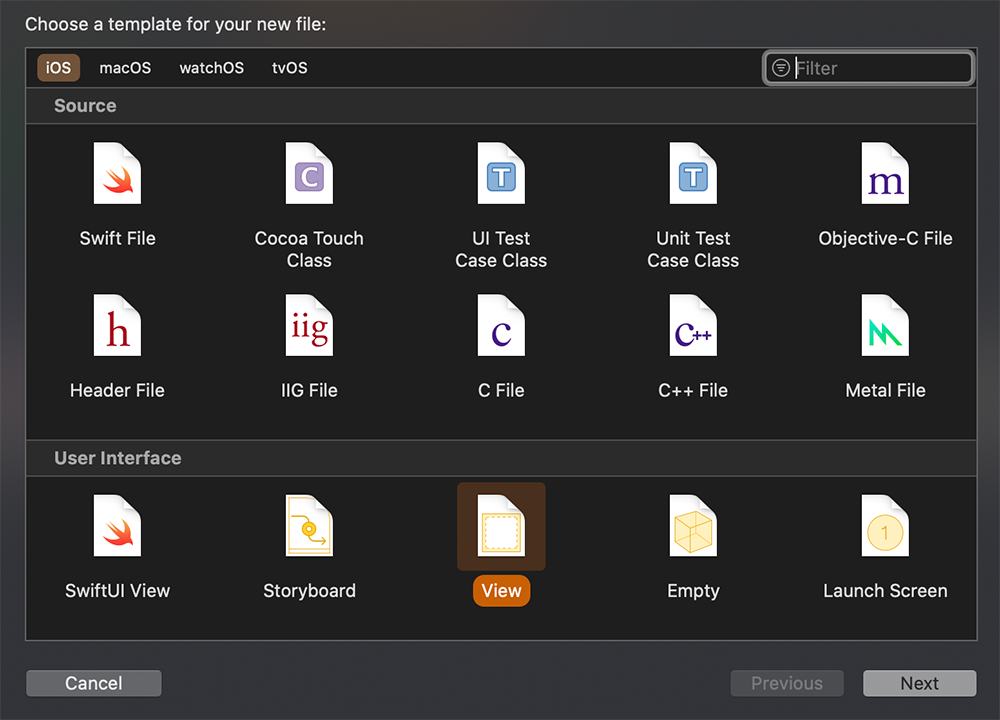 Choose a template for your new file:
iOS macOS watchOS tvOS Filter
Source
C T T m
Swift File Cocoa Touch Class UI Test Case Class Unit Test Case Class Objective-C File
h iig c c++
Header File IIG File C File C++ File Metal File
User Interface
1
SwiftUI View Storyboard View Empty Launch Screen
Cancel Previous Next